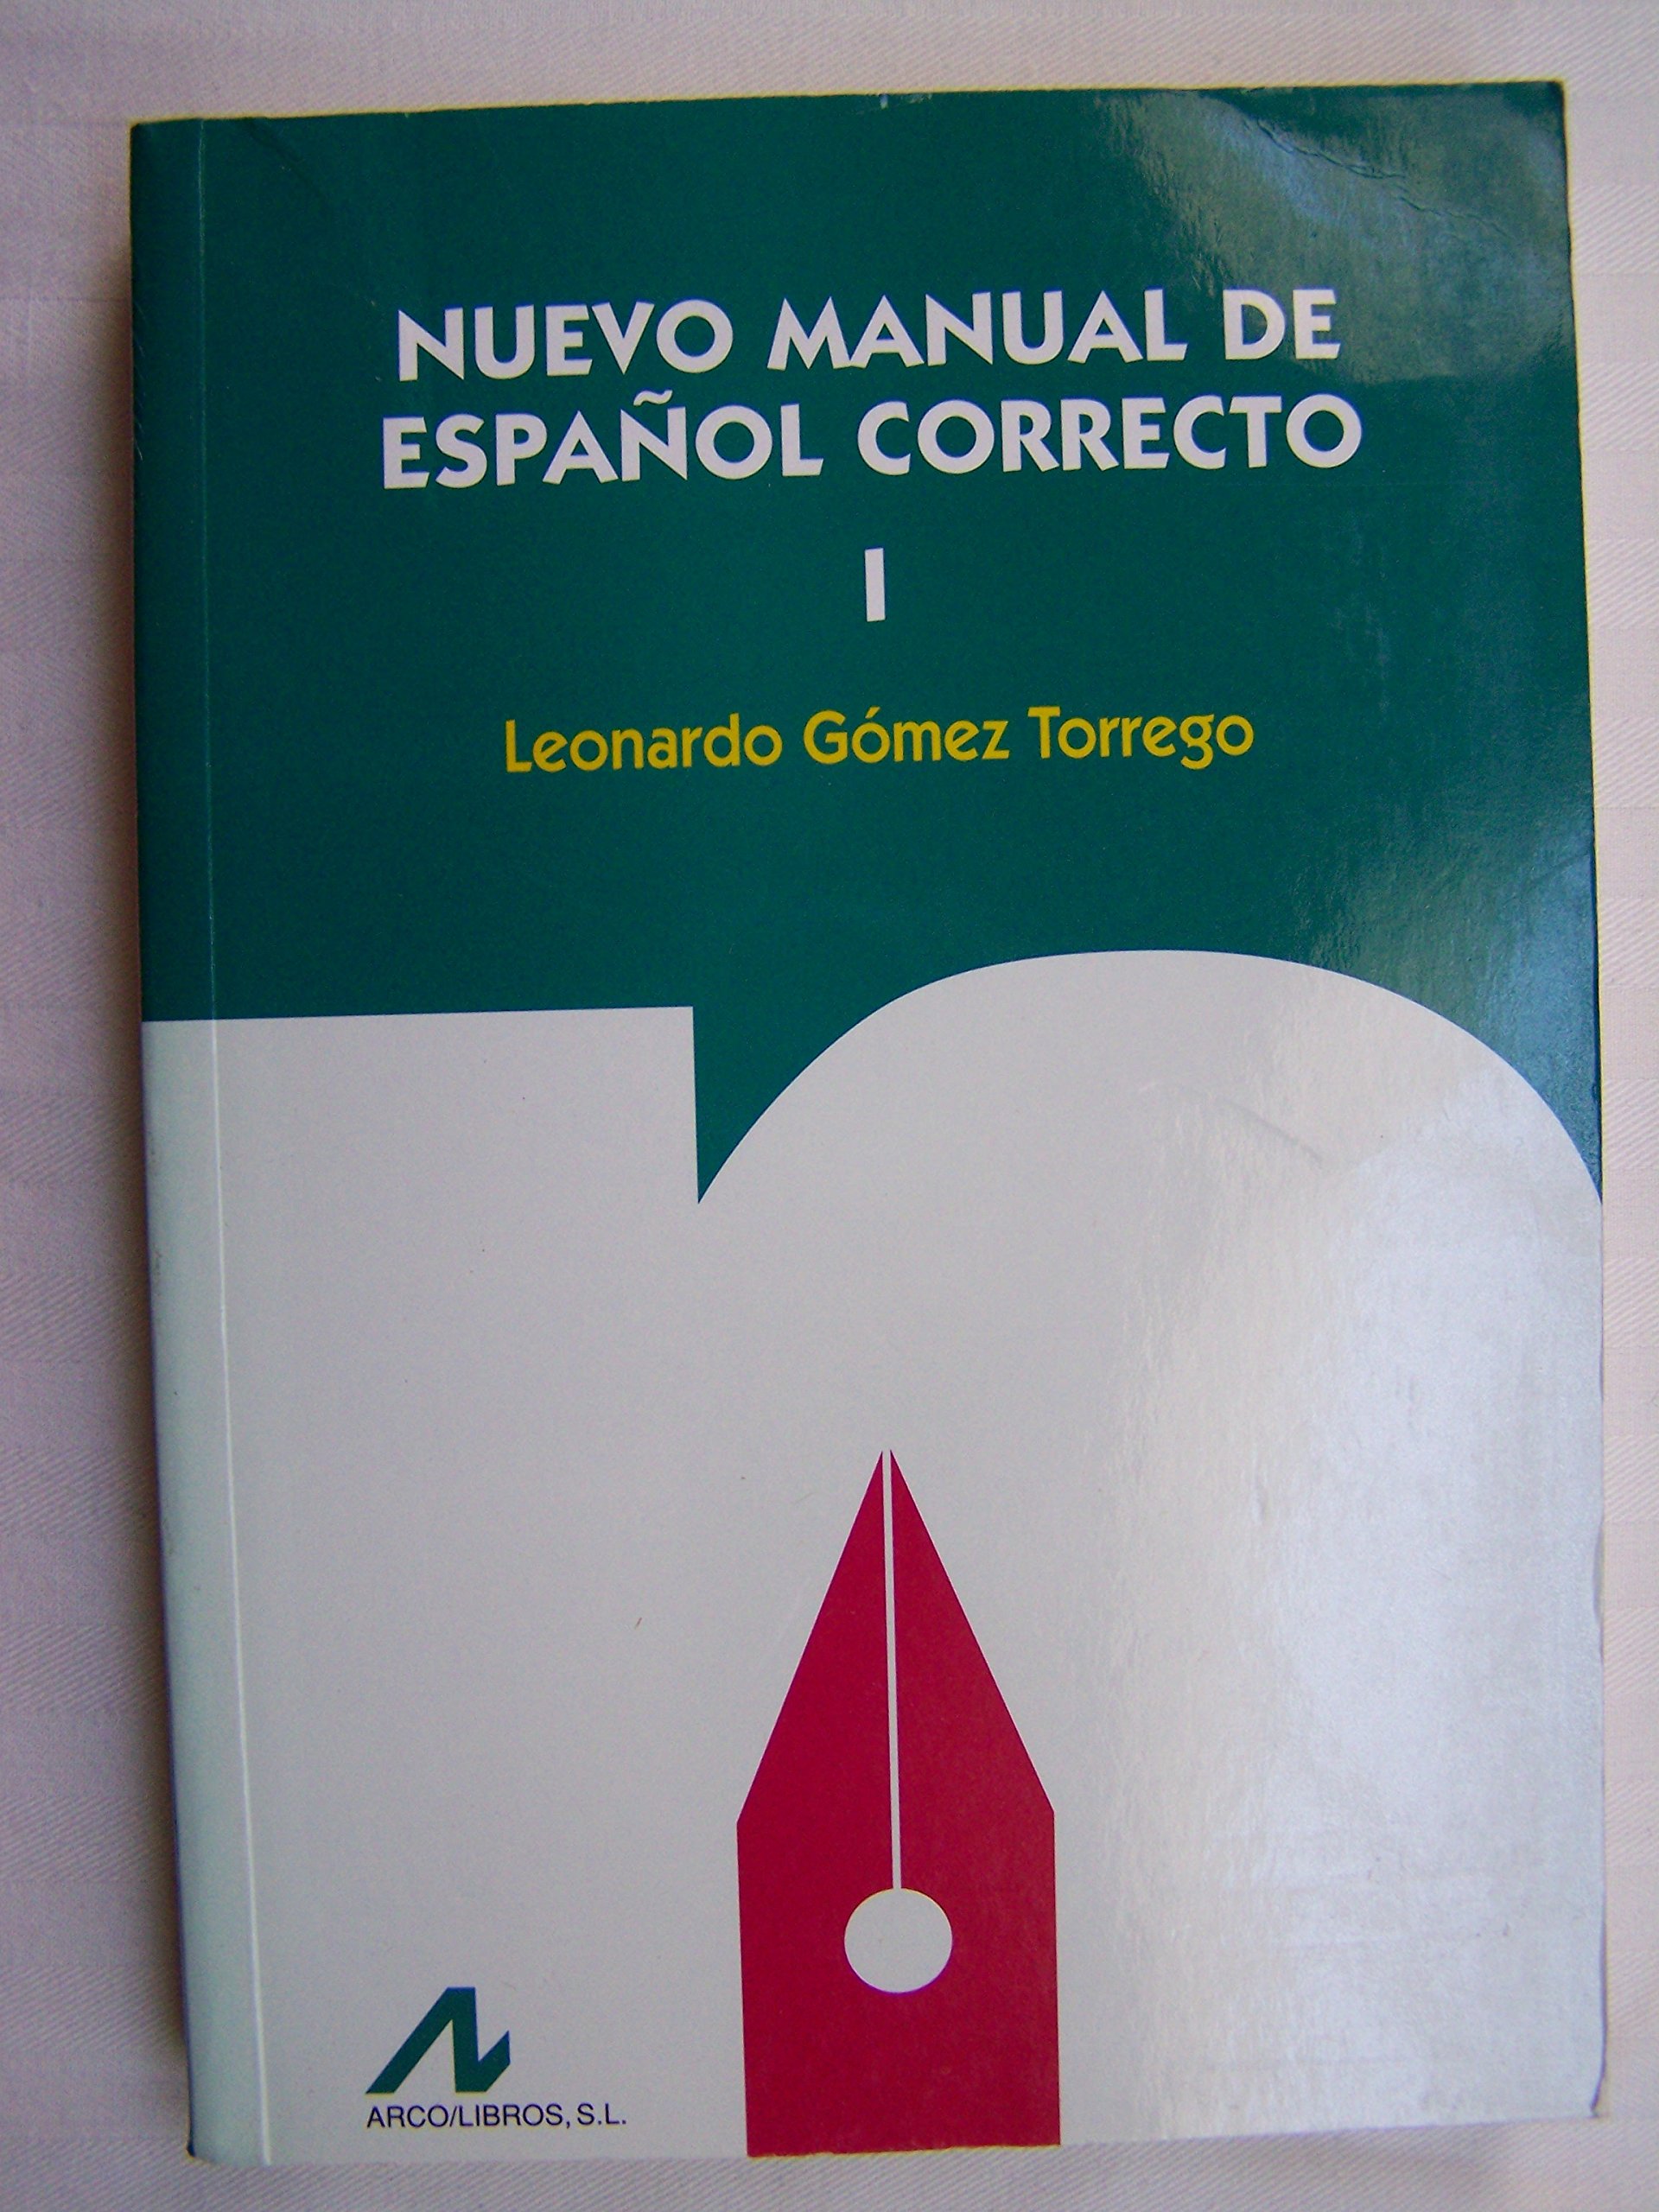 NUEVO MANUAL DE
ESPAÑOL CORRECTO
I
Leonardo Gómez Torrego
ARCO/LIBROS, S.L.